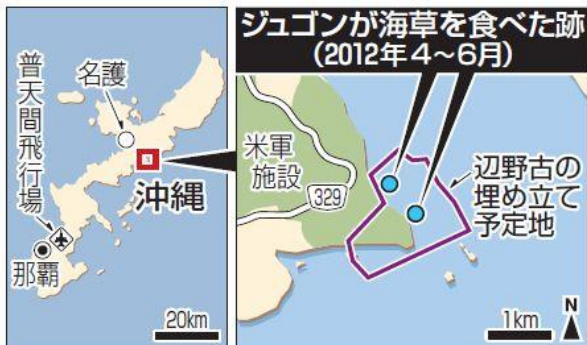 普天間飛行場
名護
沖縄
那覇
20km
ジュゴンが海草を食べた跡
(2012年4〜6月)
米軍
施設
329
辺野古の
埋め立て
予定地
1km
N